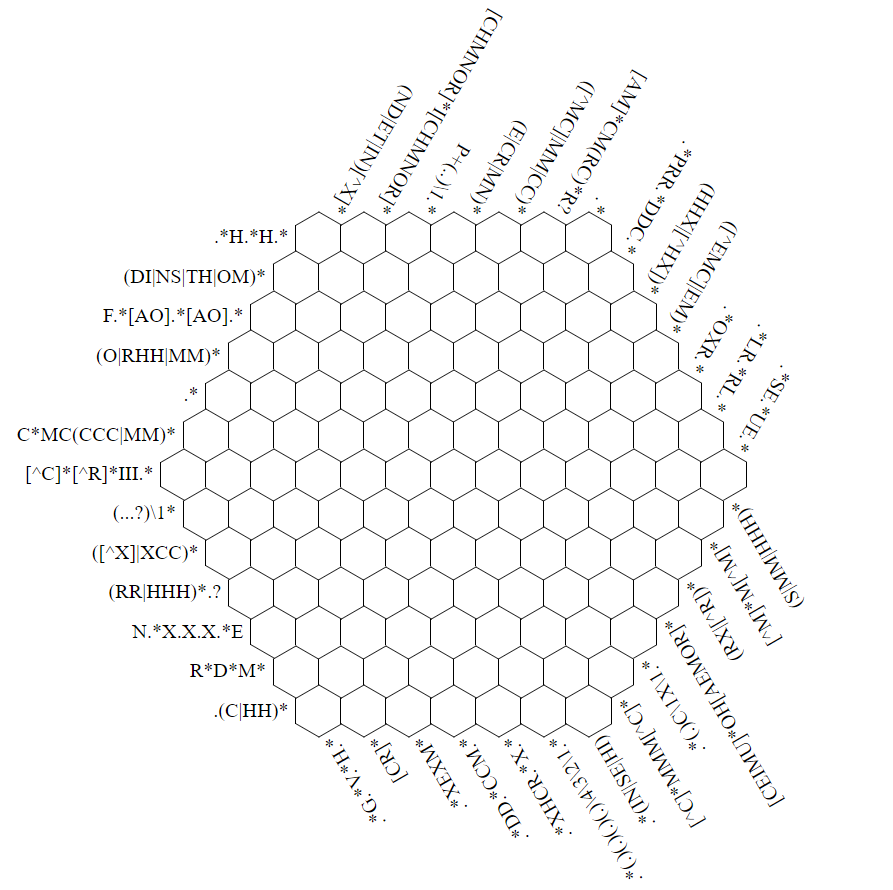 [CHMNOR]*I[CHMNOR]*
(ND|ET|IN)[^X]*
P+(..)\1.*
(E|CR|MN)*
([^MC]|MM|CC)*
[AM]*CM(RC)*R?
.*
.*PRR.*DDC.*
(HHX|[^HX])*
([^EMC]|EM)*
.*OXR.*
.*LR.*RL.*
.*SE.*UE.*
.*H.*H.*
(DI|NS|TH|OM)*
F.*[AO].*[AO].*
(O|RHH|MM)*
.*
C*MC(CCC|MM)*
[^C]*[^R]*III.*
(...?)\1*
([^X]|XCC)*
(RR|HHH)*.?
N.*X.X.X.*E
R*D*M*
.(C|HH)*
.*G.*V.*H.*
[CR]*
.*XEXM*
.*DD.*CCM.*
.*XHCR.*X.*
.*(.)(.)(.)(.)\4\3\2\1.*
.*(IN|SE|HI)
[^C]*MMM[^C]*
.*(.)C\1X\1.*
[CEIMU]*OH[AEMOR]*
(RX|[^R])*
[^M]*M[^M]*
(S|MM|HHH)*